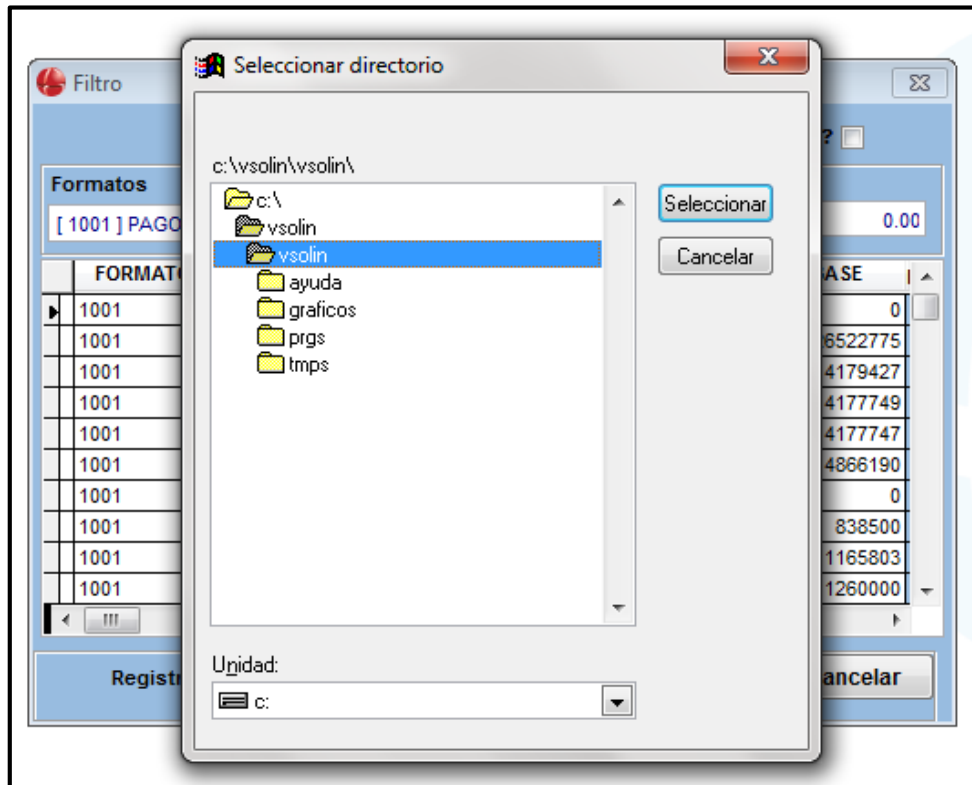 Seleccionar directorio
Filtro
?
c:\vsolin\vsolin\
Formatos
c:\
Seleccionar
[ 1001 ] PAGO
0.00
vsolin
vsolin
Cancelar
FORMATO
ASE
ayuda
1001
graficos
0
1001
prgs
6522775
1001
tmps
4179427
1001
4177749
1001
4177747
1001
4866190
1001
0
1001
838500
1001
1165803
1001
1260000
Unidad:
Registr
ancelar
c: